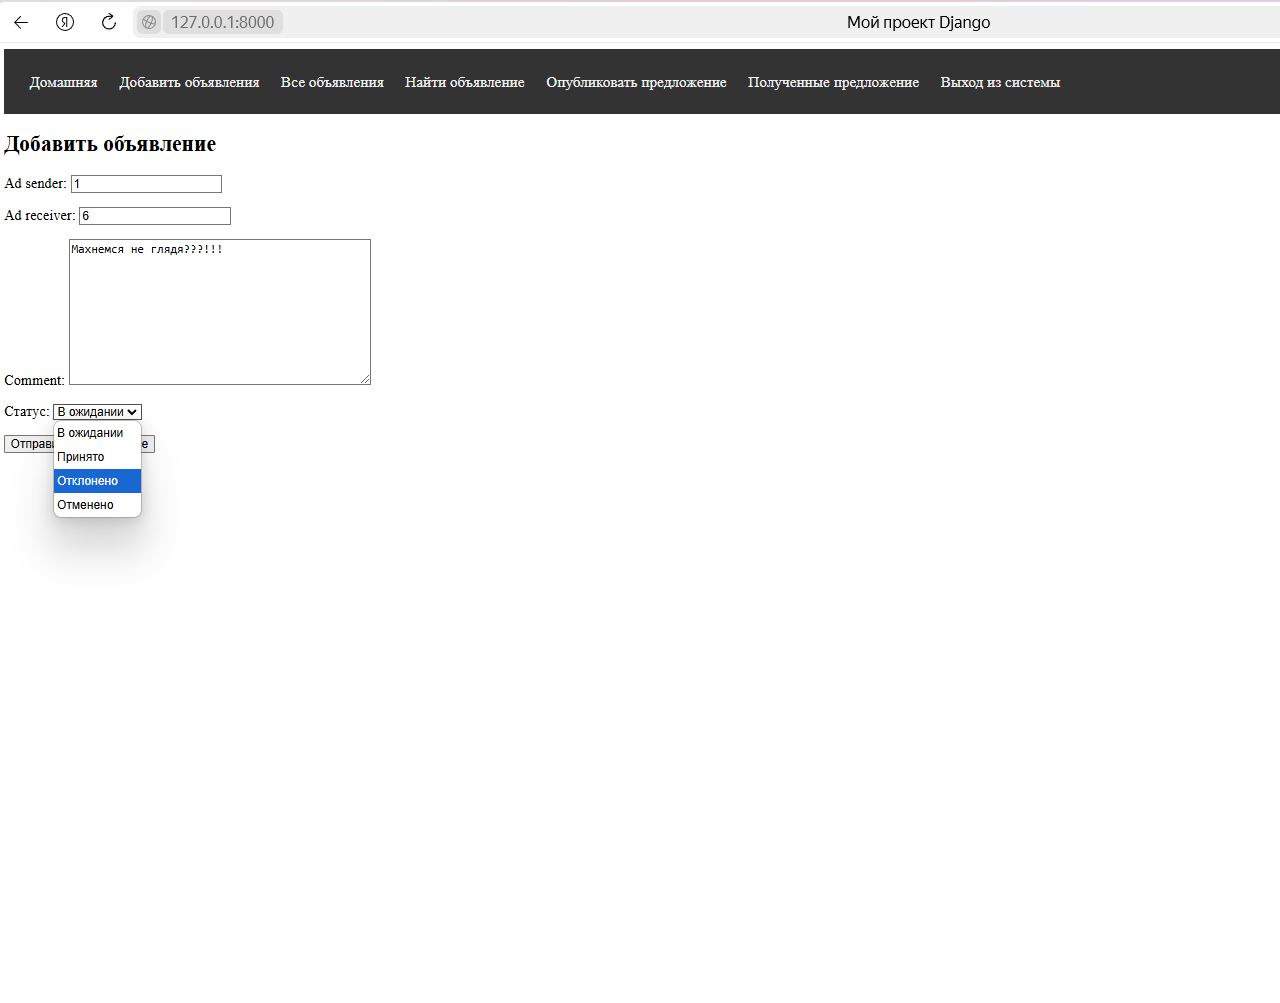 Я 127.0.0.1:8000 Мой проект Django
Домашняя Добавить объявления Все объявления Найти объявление Опубликовать предложение Полученные предложение Выход из системы
Добавить объявление
Ad sender: 1
Ad receiver: 6
Махнемся не глядя???!!!
Comment:
Статус: В ожидании
В ожидании
Принято
Отклонено
Отменено